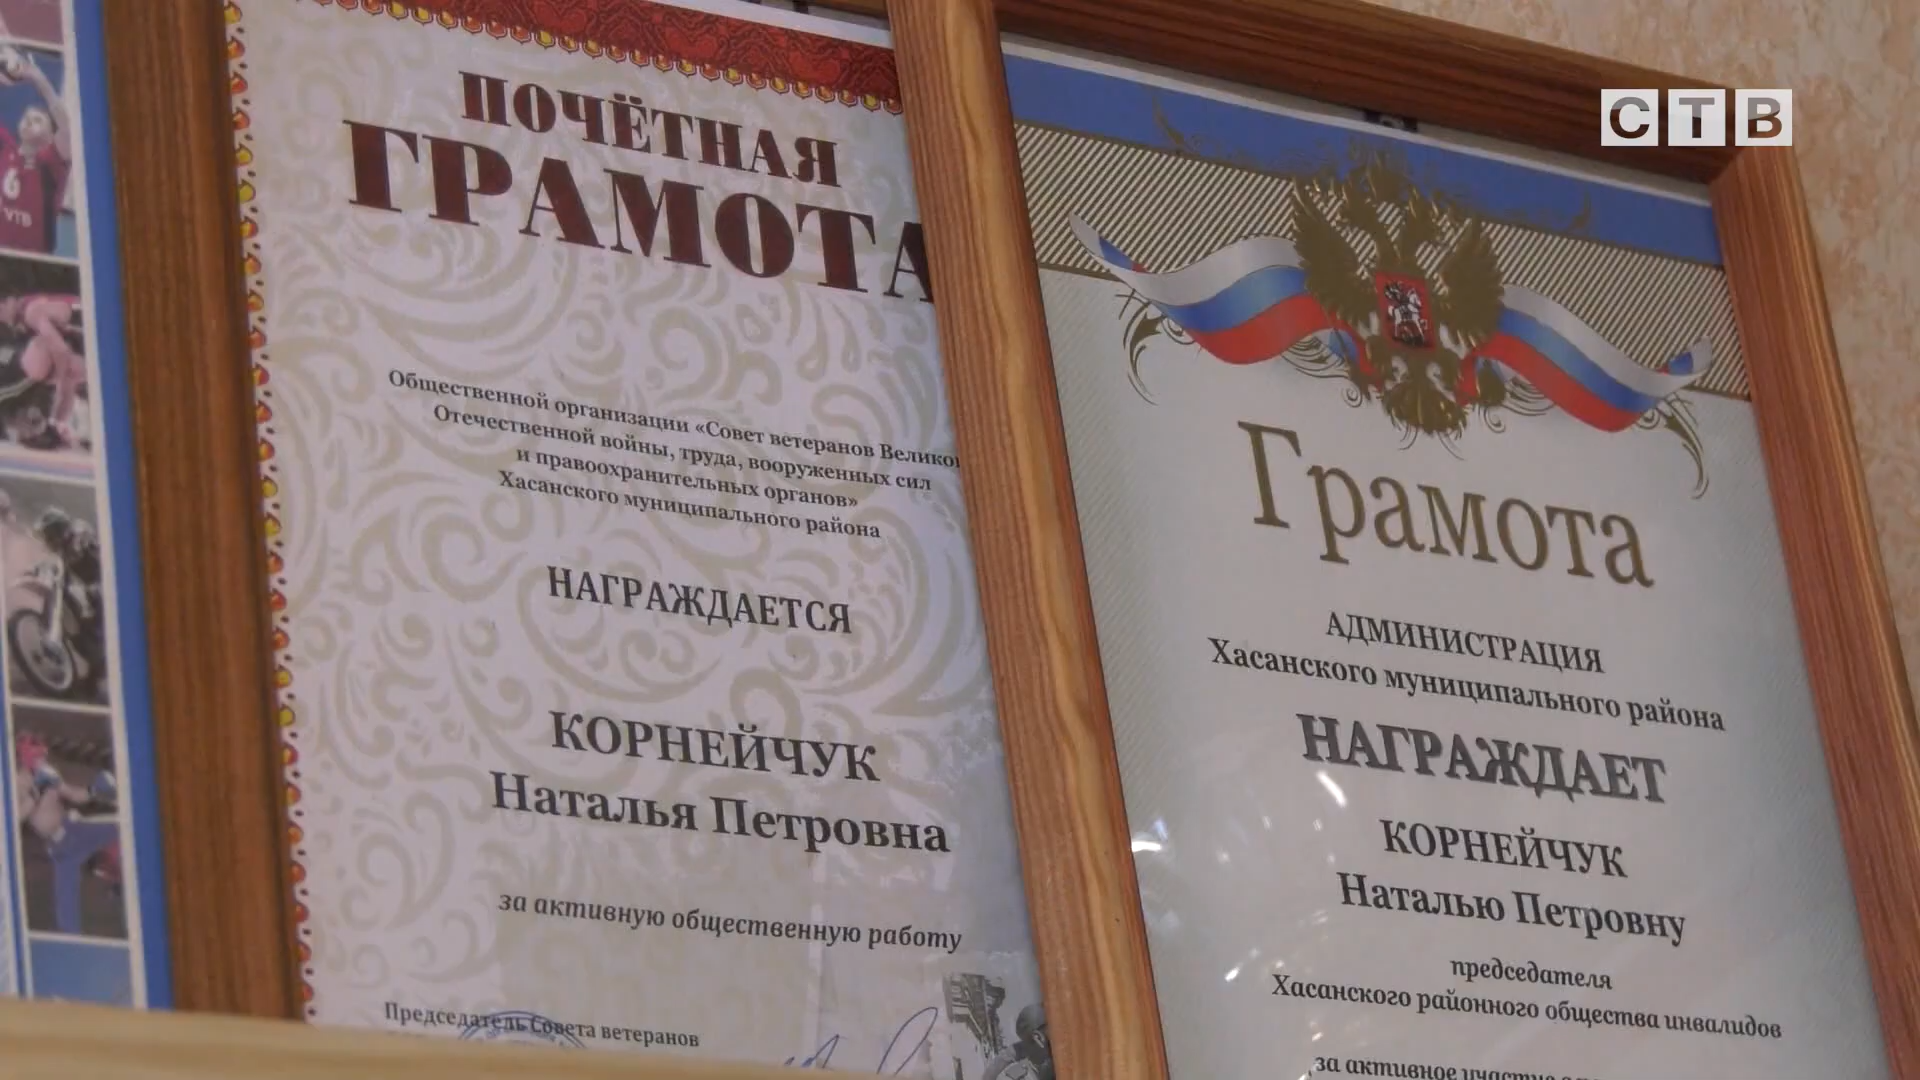 СТВ
6
VTB
ПОЧЁТНАЯ
ГРАМОТА
Общественной организации «Совет ветеранов Великой
Отечественной войны, труда, вооруженных сил
и правоохранительных органов»
Хасанского муниципального района
НАГРАЖДАЕТСЯ
КОРНЕЙЧУК
Наталья Петровна
за активную общественную работу
Председатель Совета ветеранов
Грамота
АДМИНИСТРАЦИЯ
Хасанского муниципального района
НАГРАЖДАЕТ
КОРНЕЙЧУК
Наталью Петровну
председателя
Хасанского районного общества инвалидов
за активное участие